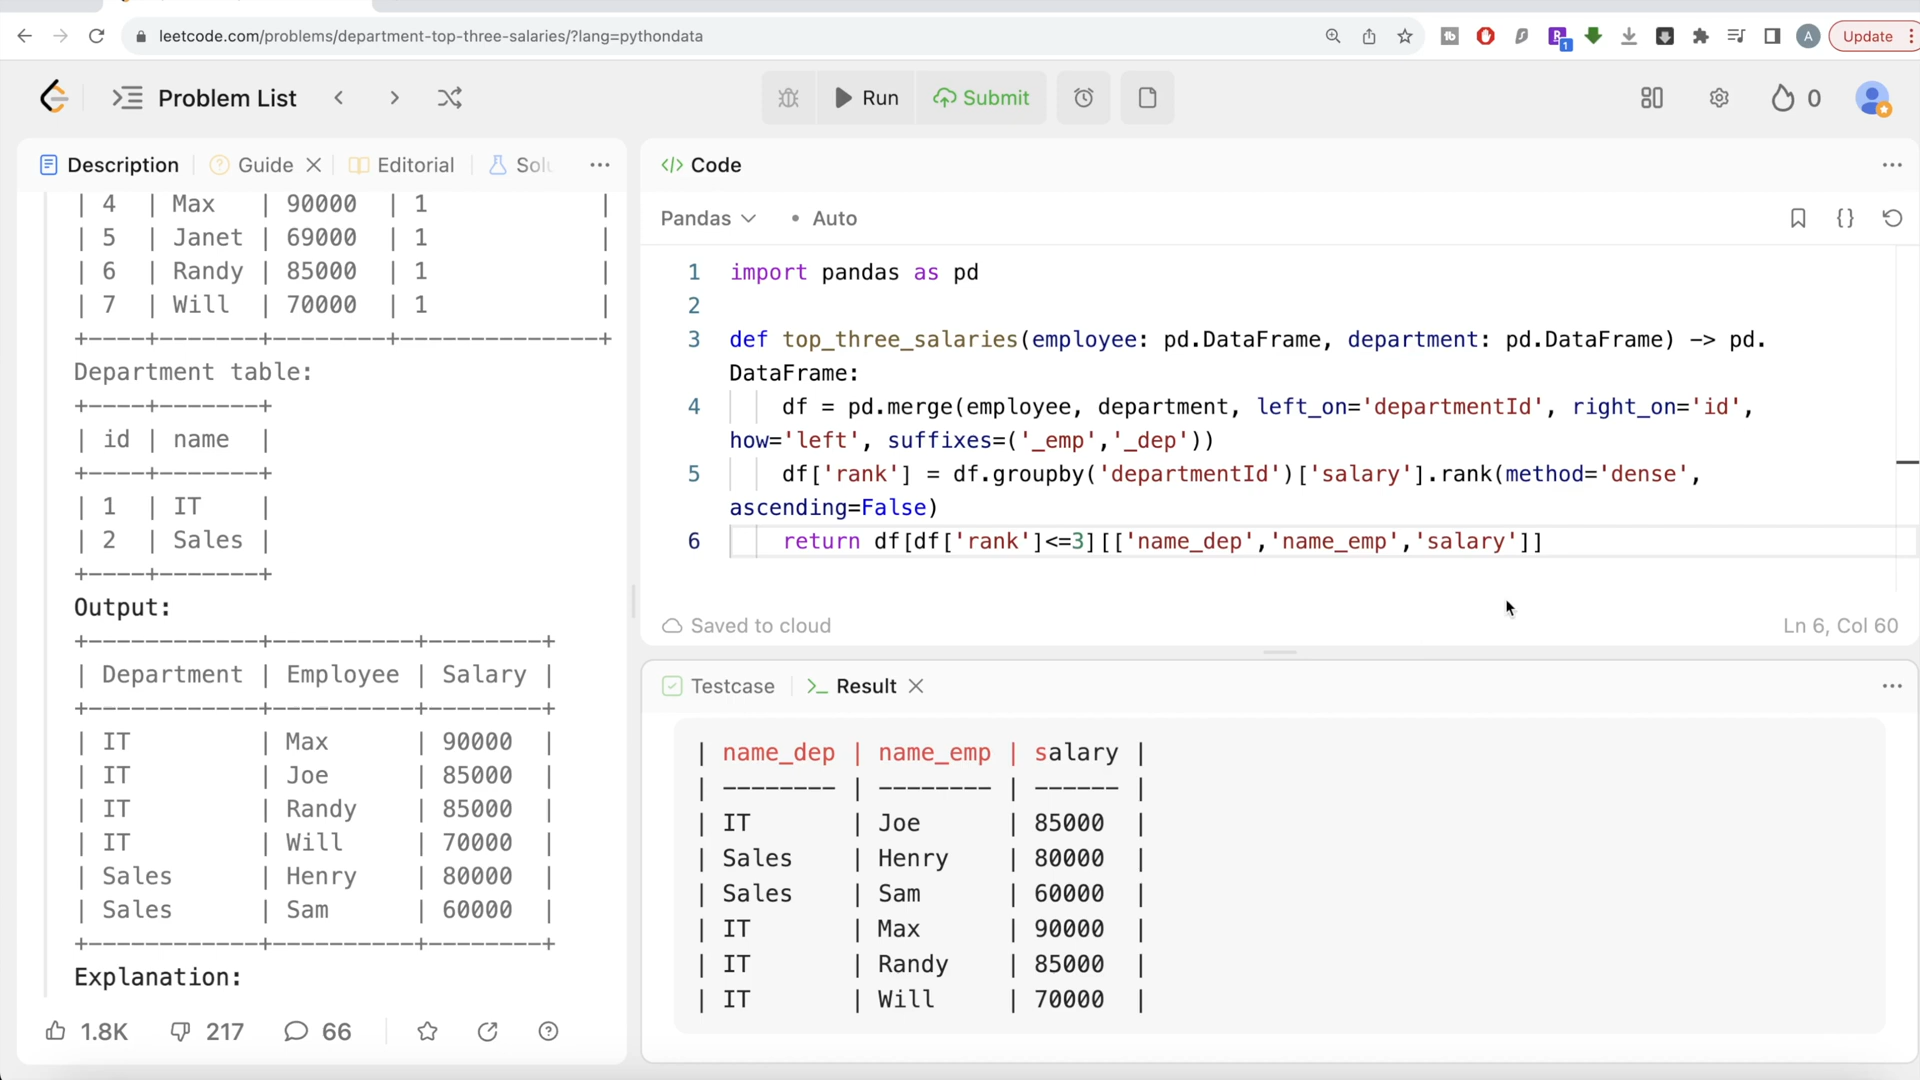 leetcode.com/problems/department-top-three-salaries/?lang=pythondata
1
A
Update
Problem List
Run
Submit
0
Description
Guide
Editorial
| 4 | Max | 90000 | 1 |
| 5 | Janet | 69000 | 1 |
| 6 | Randy | 85000 | 1 |
| 7 | Will | 70000 | 1 |
+----+-------+--------+--------------+
Department table:
+----+-------+
| id | name |
+----+-------+
| 1 | IT |
| 2 | Sales |
+----+-------+
Output:
+------------+----------+--------+
| Department | Employee | Salary |
+------------+----------+--------+
| IT | Max | 90000 |
| IT | Joe | 85000 |
| IT | Randy | 85000 |
| IT | Will | 70000 |
| Sales | Henry | 80000 |
| Sales | Sam | 60000 |
+------------+----------+--------+
Explanation:
1.8K
217
66
</> Code
Pandas
• Auto
1 import pandas as pd
2
3 def top_three_salaries(employee: pd.DataFrame, department: pd.DataFrame) -> pd.
DataFrame:
4 df = pd.merge(employee, department, left_on='departmentId', right_on='id',
how='left', suffixes=('_emp','_dep'))
5 df['rank'] = df.groupby('departmentId')['salary'].rank(method='dense',
ascending=False)
6 return df[df['rank']<=3][['name_dep','name_emp','salary']]
Saved to cloud
Ln 6, Col 60
Testcase
>_ Result
| name_dep | name_emp | salary |
| -------- | -------- | ------ |
| IT | Joe | 85000 |
| Sales | Henry | 80000 |
| Sales | Sam | 60000 |
| IT | Max | 90000 |
| IT | Randy | 85000 |
| IT | Will | 70000 |